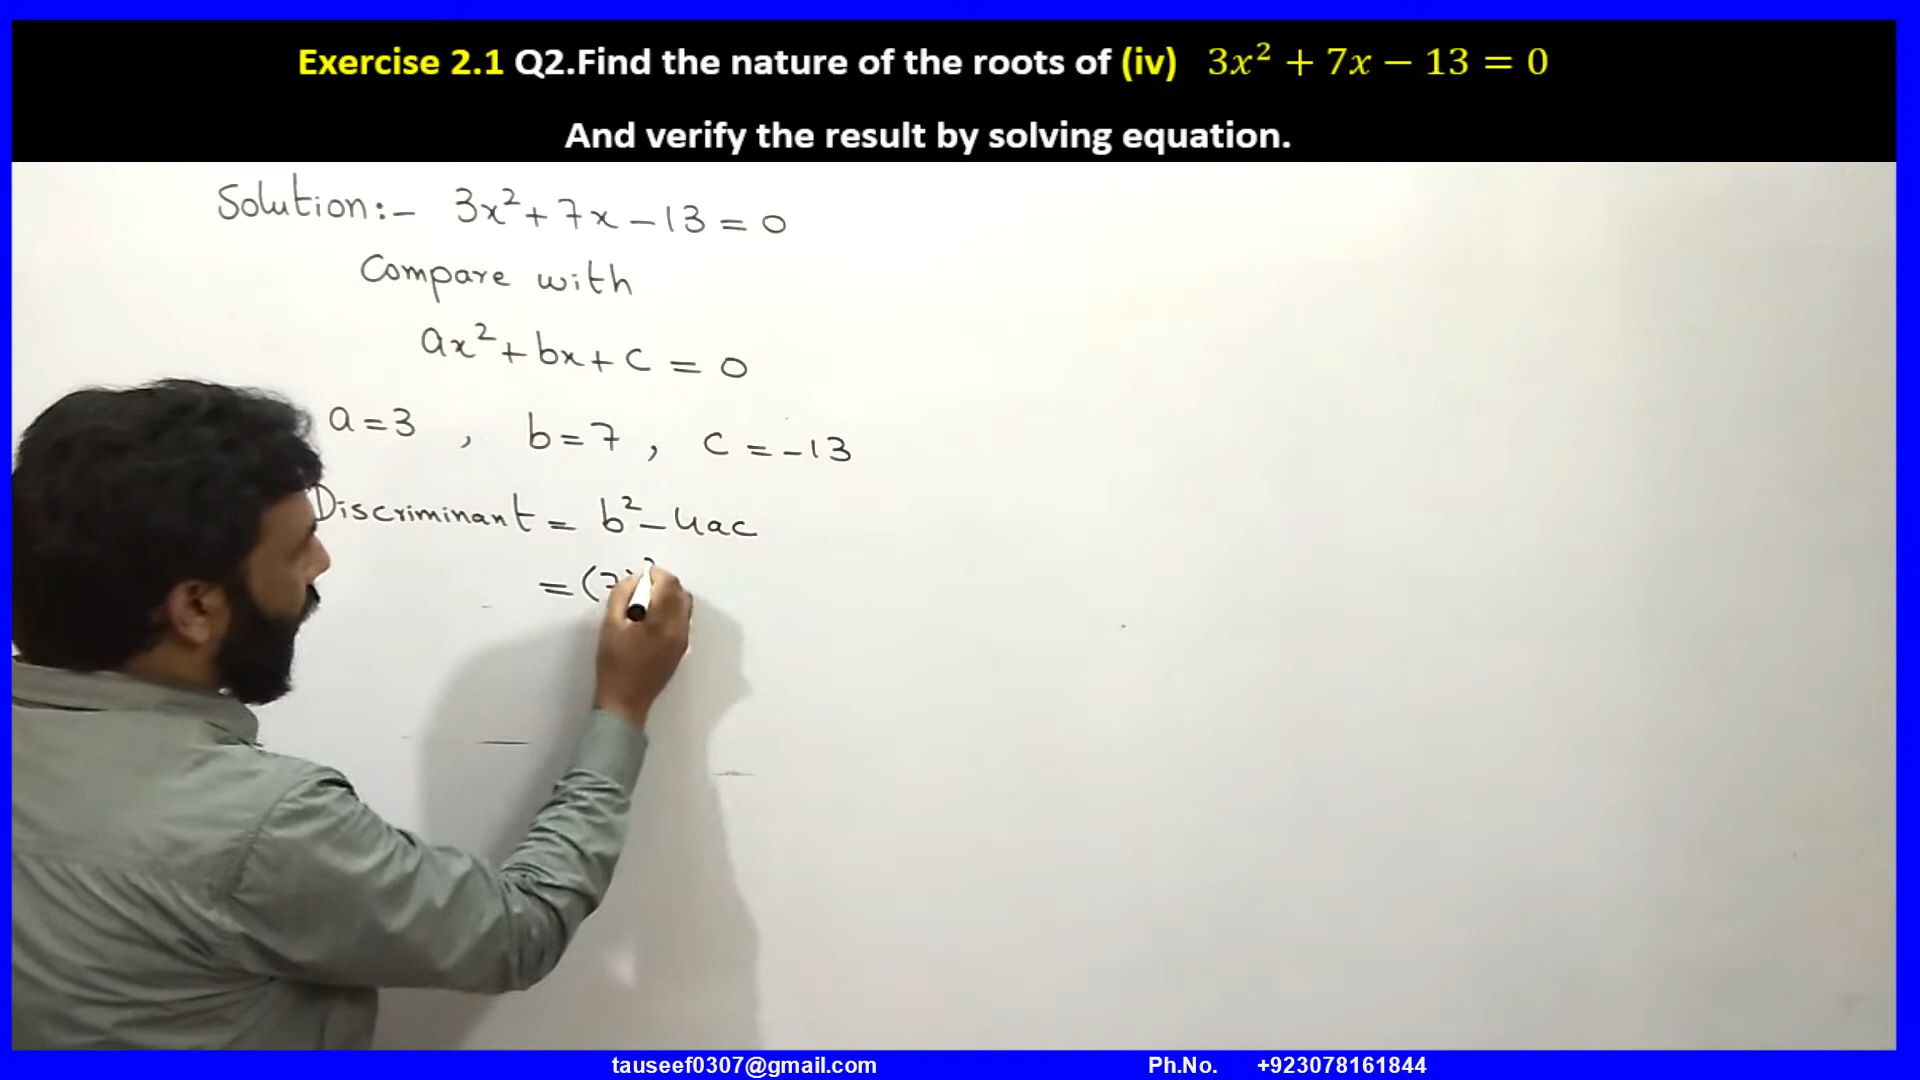 Exercise 2.1 Q2.Find the nature of the roots of (iv) 3x² + 7x − 13 = 0
And verify the result by solving equation.
Solution:- 3x² + 7x - 13 = 0
Compare with
ax² + bx + c = 0
a = 3 , b = 7 , c = -13
Discriminant = b² - 4ac
= (7)²
tauseef0307@gmail.com Ph.No. +923078161844